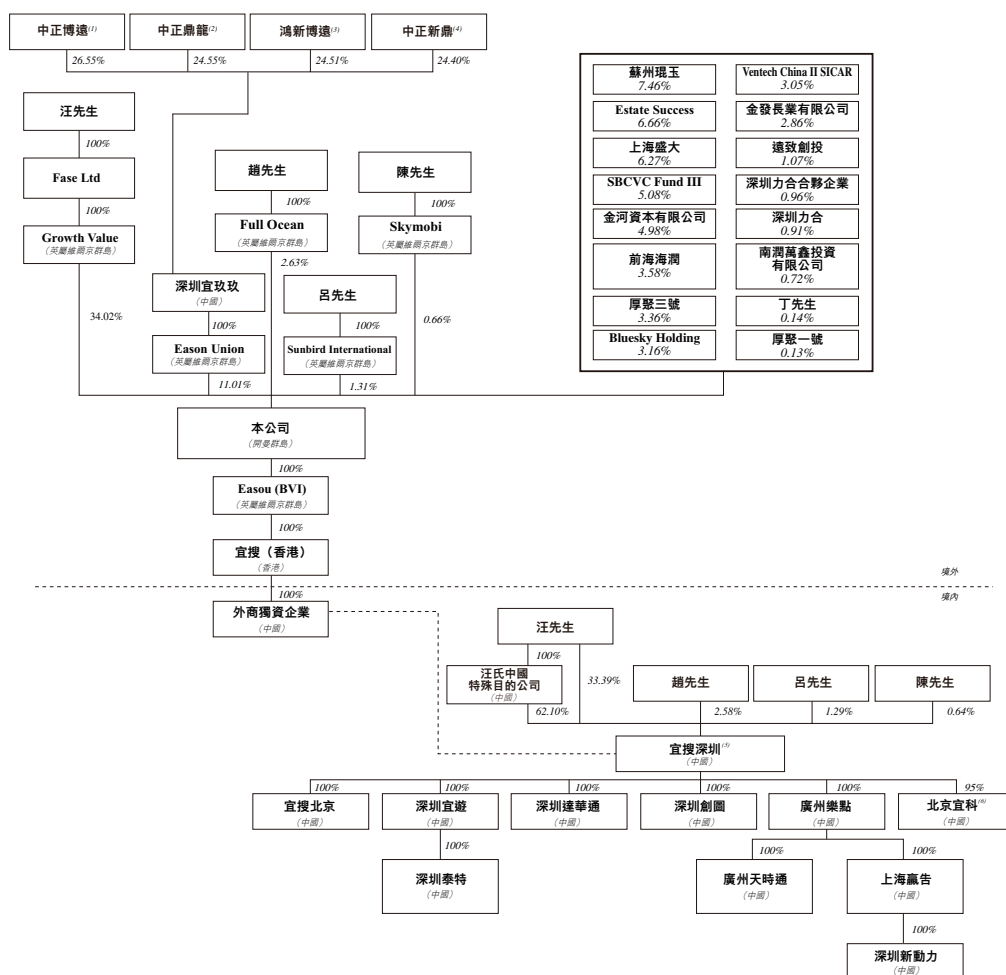 中正博遠(1)
中正鼎龍(2)
鴻新博遠(3)
中正新鼎(4)
26.55%
24.55%
24.51%
24.40%
汪先生
100%
Fase Ltd
100%
Growth Value
（英屬維爾京群島）
34.02%
深圳宜玖玖
（中國）
100%
Eason Union
（英屬維爾京群島）
11.01%
趙先生
100%
Full Ocean
（英屬維爾京群島）
2.63%
呂先生
100%
Sunbird International
（英屬維爾京群島）
1.31%
陳先生
100%
Skymobi
（英屬維爾京群島）
0.66%
蘇州琨玉
7.46%
Estate Success
6.66%
上海盛大
6.27%
SBCVC Fund III
5.08%
金河資本有限公司
4.98%
前海海潤
3.58%
厚聚三號
3.36%
Bluesky Holding
3.16%
Ventech China II SICAR
3.05%
金發長業有限公司
2.86%
遠致創投
1.07%
深圳力合合夥企業
0.96%
深圳力合
0.91%
南潤萬鑫投資
有限公司
0.72%
丁先生
0.14%
厚聚一號
0.13%
本公司
（開曼群島）
100%
Easou (BVI)
（英屬維爾京群島）
100%
宜搜（香港）
（香港）
境外
境內
100%
外商獨資企業
（中國）
汪先生
100%
汪氏中國
特殊目的公司
（中國）
62.10%
33.39%
趙先生
2.58%
呂先生
1.29%
陳先生
0.64%
宜搜深圳(5)
（中國）
100%
100%
100%
100%
100%
95%
宜搜北京
（中國）
深圳宜遊
（中國）
深圳達華通
（中國）
深圳創圖
（中國）
廣州樂點
（中國）
北京宜科(6)
（中國）
100%
100%
100%
深圳泰特
（中國）
廣州天時通
（中國）
上海贏告
（中國）
100%
深圳新動力
（中國）